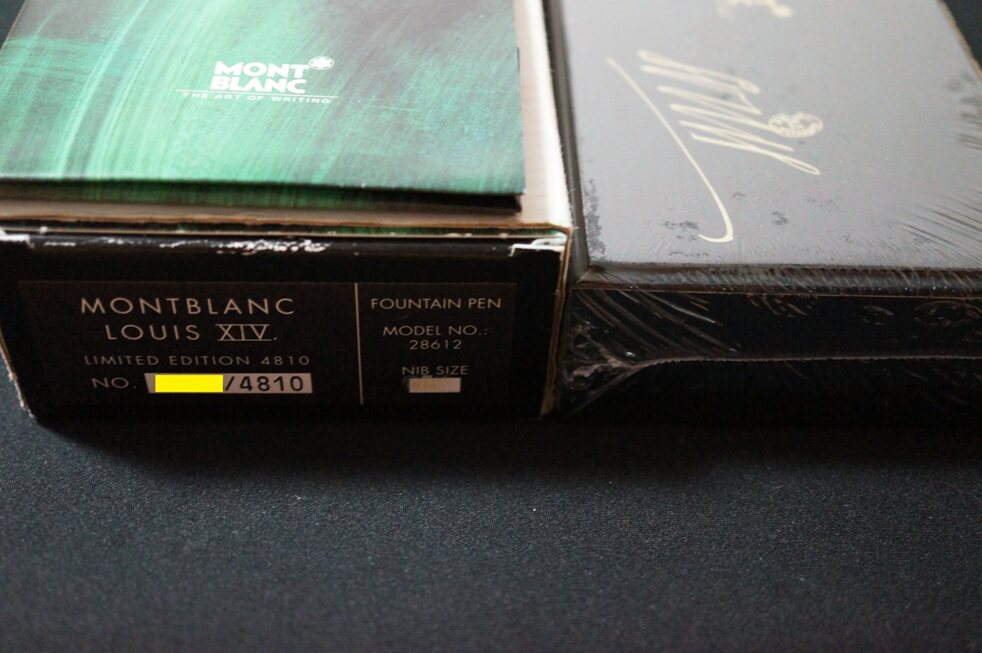 MONT
BLANC
THE ART OF WRITING
MONTBLANC
LOUIS XIV.
LIMITED EDITION 4810
NO. /4810
FOUNTAIN PEN
MODEL NO.:
28612
NIB SIZE